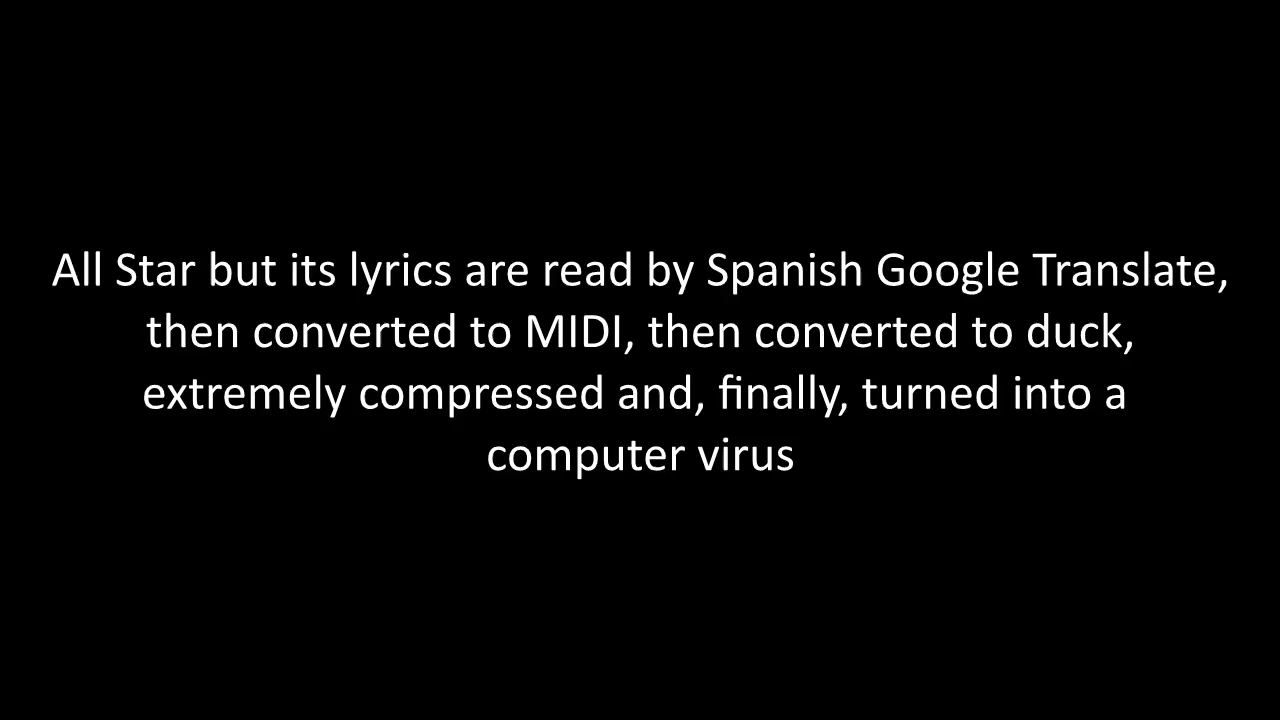 All Star but its lyrics are read by Spanish Google Translate,
then converted to MIDI, then converted to duck,
extremely compressed and, finally, turned into a
computer virus